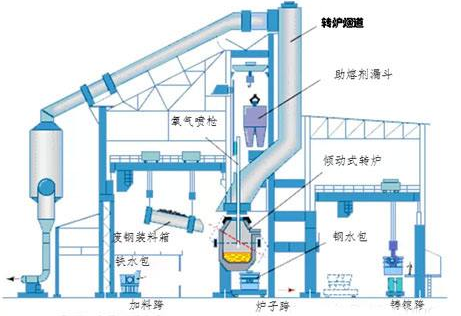 转炉烟道
助熔剂漏斗
氧气喷枪
倾动式转炉
废钢装料箱
钢水包
铁水包
加料跨
炉子跨
铸锭跨